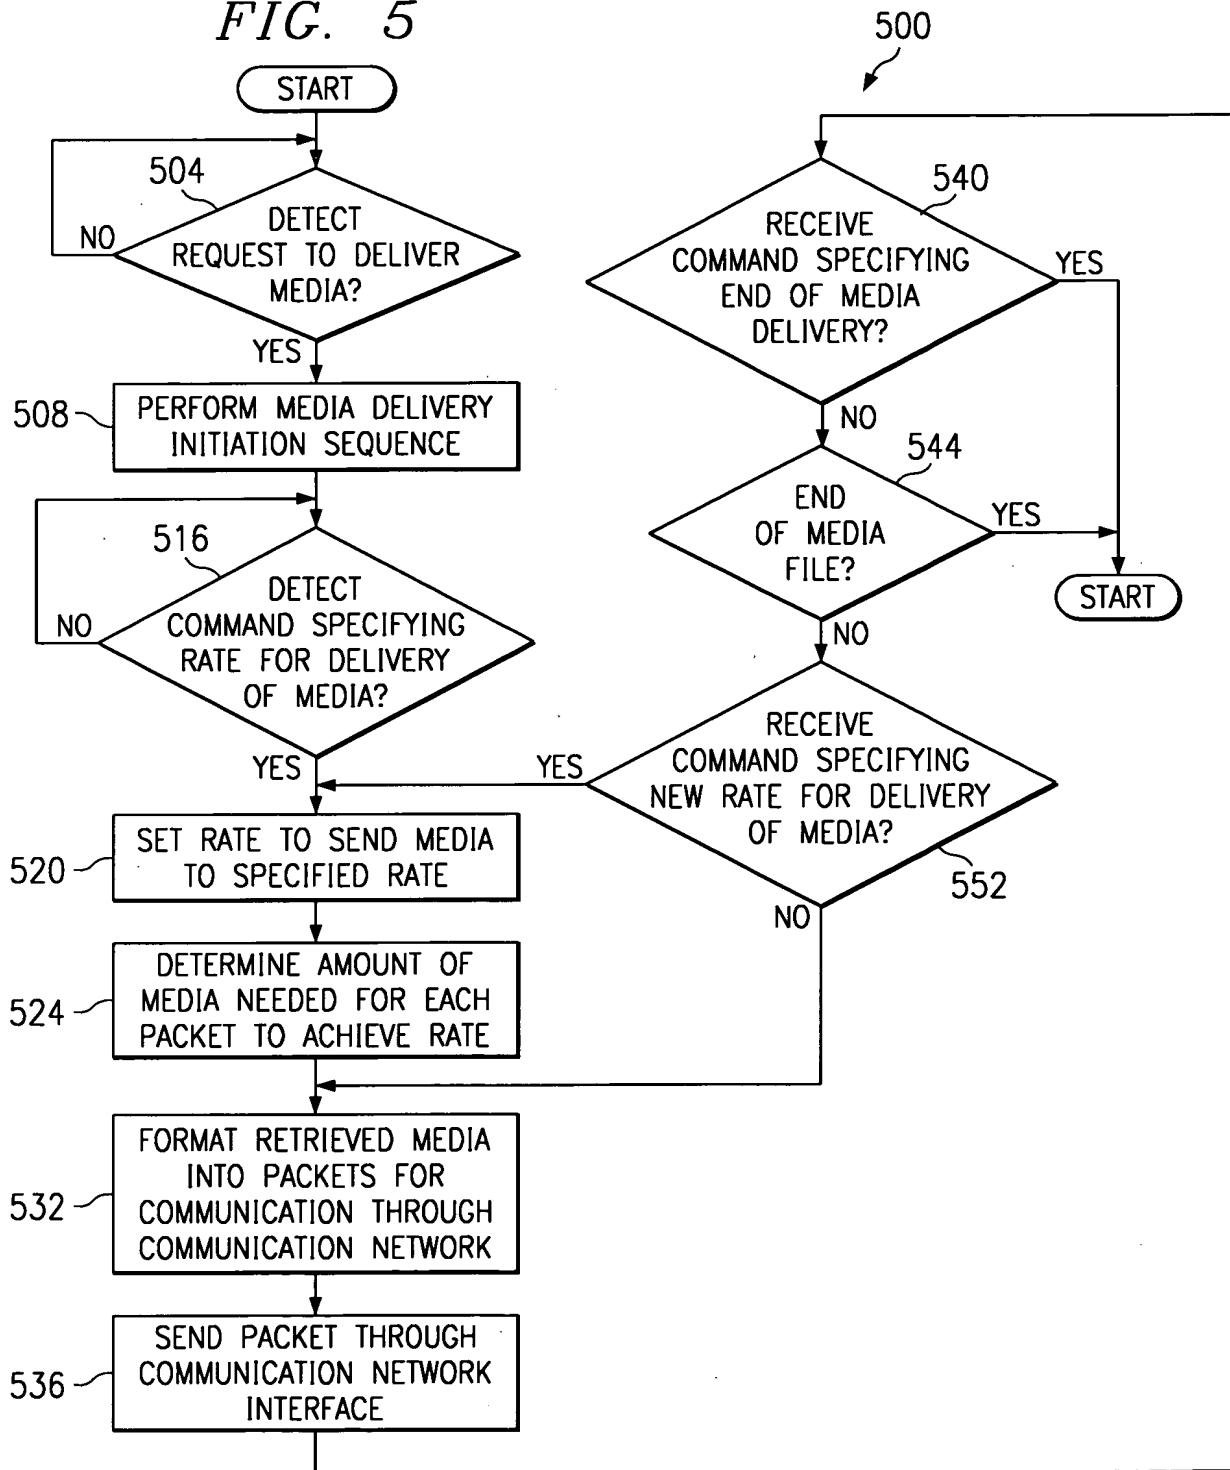 FIG. 5
500
START
504
DETECT
REQUEST TO DELIVER
MEDIA?
NO
YES
508
PERFORM MEDIA DELIVERY
INITIATION SEQUENCE
516
DETECT
COMMAND SPECIFYING
RATE FOR DELIVERY
OF MEDIA?
NO
YES
520
SET RATE TO SEND MEDIA
TO SPECIFIED RATE
524
DETERMINE AMOUNT OF
MEDIA NEEDED FOR EACH
PACKET TO ACHIEVE RATE
532
FORMAT RETRIEVED MEDIA
INTO PACKETS FOR
COMMUNICATION THROUGH
COMMUNICATION NETWORK
536
SEND PACKET THROUGH
COMMUNICATION NETWORK
INTERFACE
540
RECEIVE
COMMAND SPECIFYING
END OF MEDIA
DELIVERY?
YES
NO
544
END
OF MEDIA
FILE?
YES
START
NO
RECEIVE
COMMAND SPECIFYING
NEW RATE FOR DELIVERY
OF MEDIA?
YES
552
NO